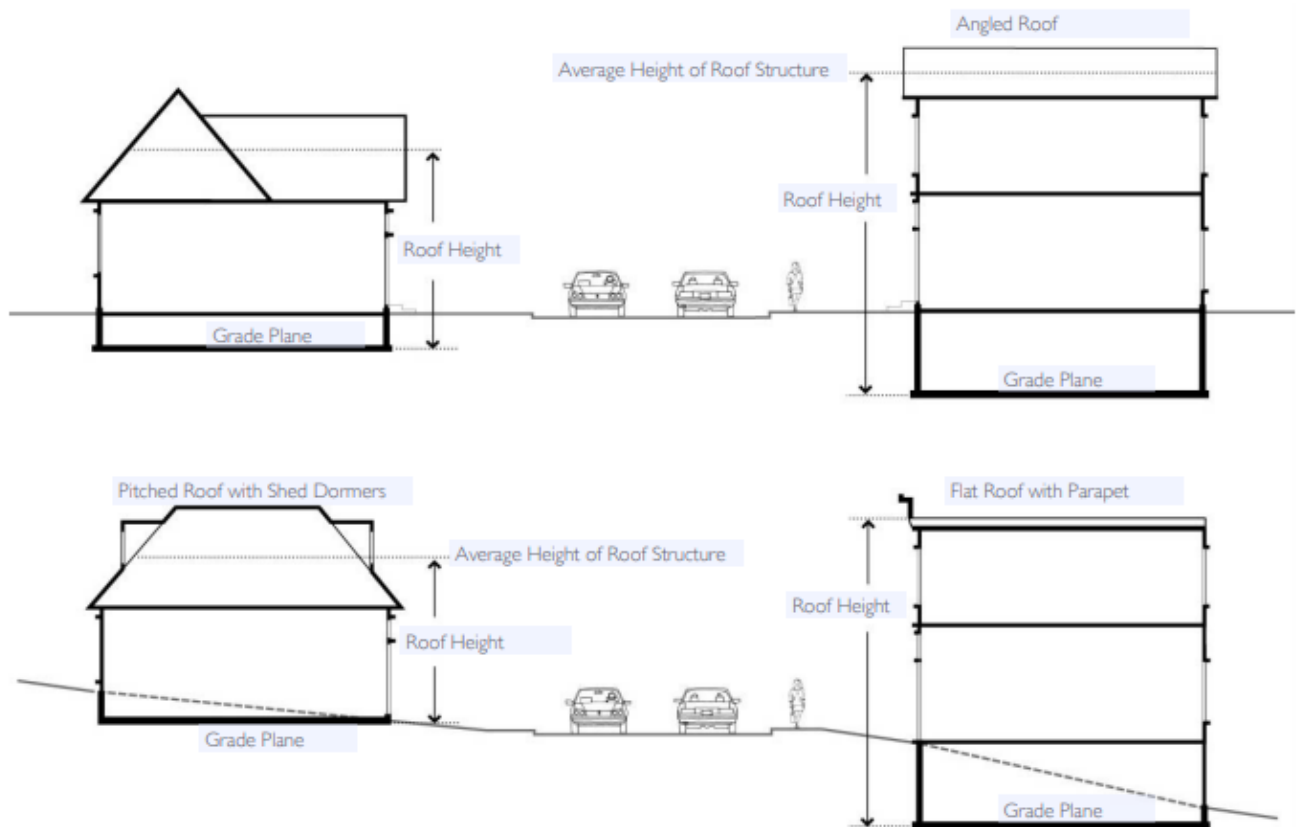 Angled Roof
Average Height of Roof Structure
Roof Height
Roof Height
Grade Plane
Grade Plane
Pitched Roof with Shed Dormers
Flat Roof with Parapet
Average Height of Roof Structure
Roof Height
Roof Height
Grade Plane
Grade Plane